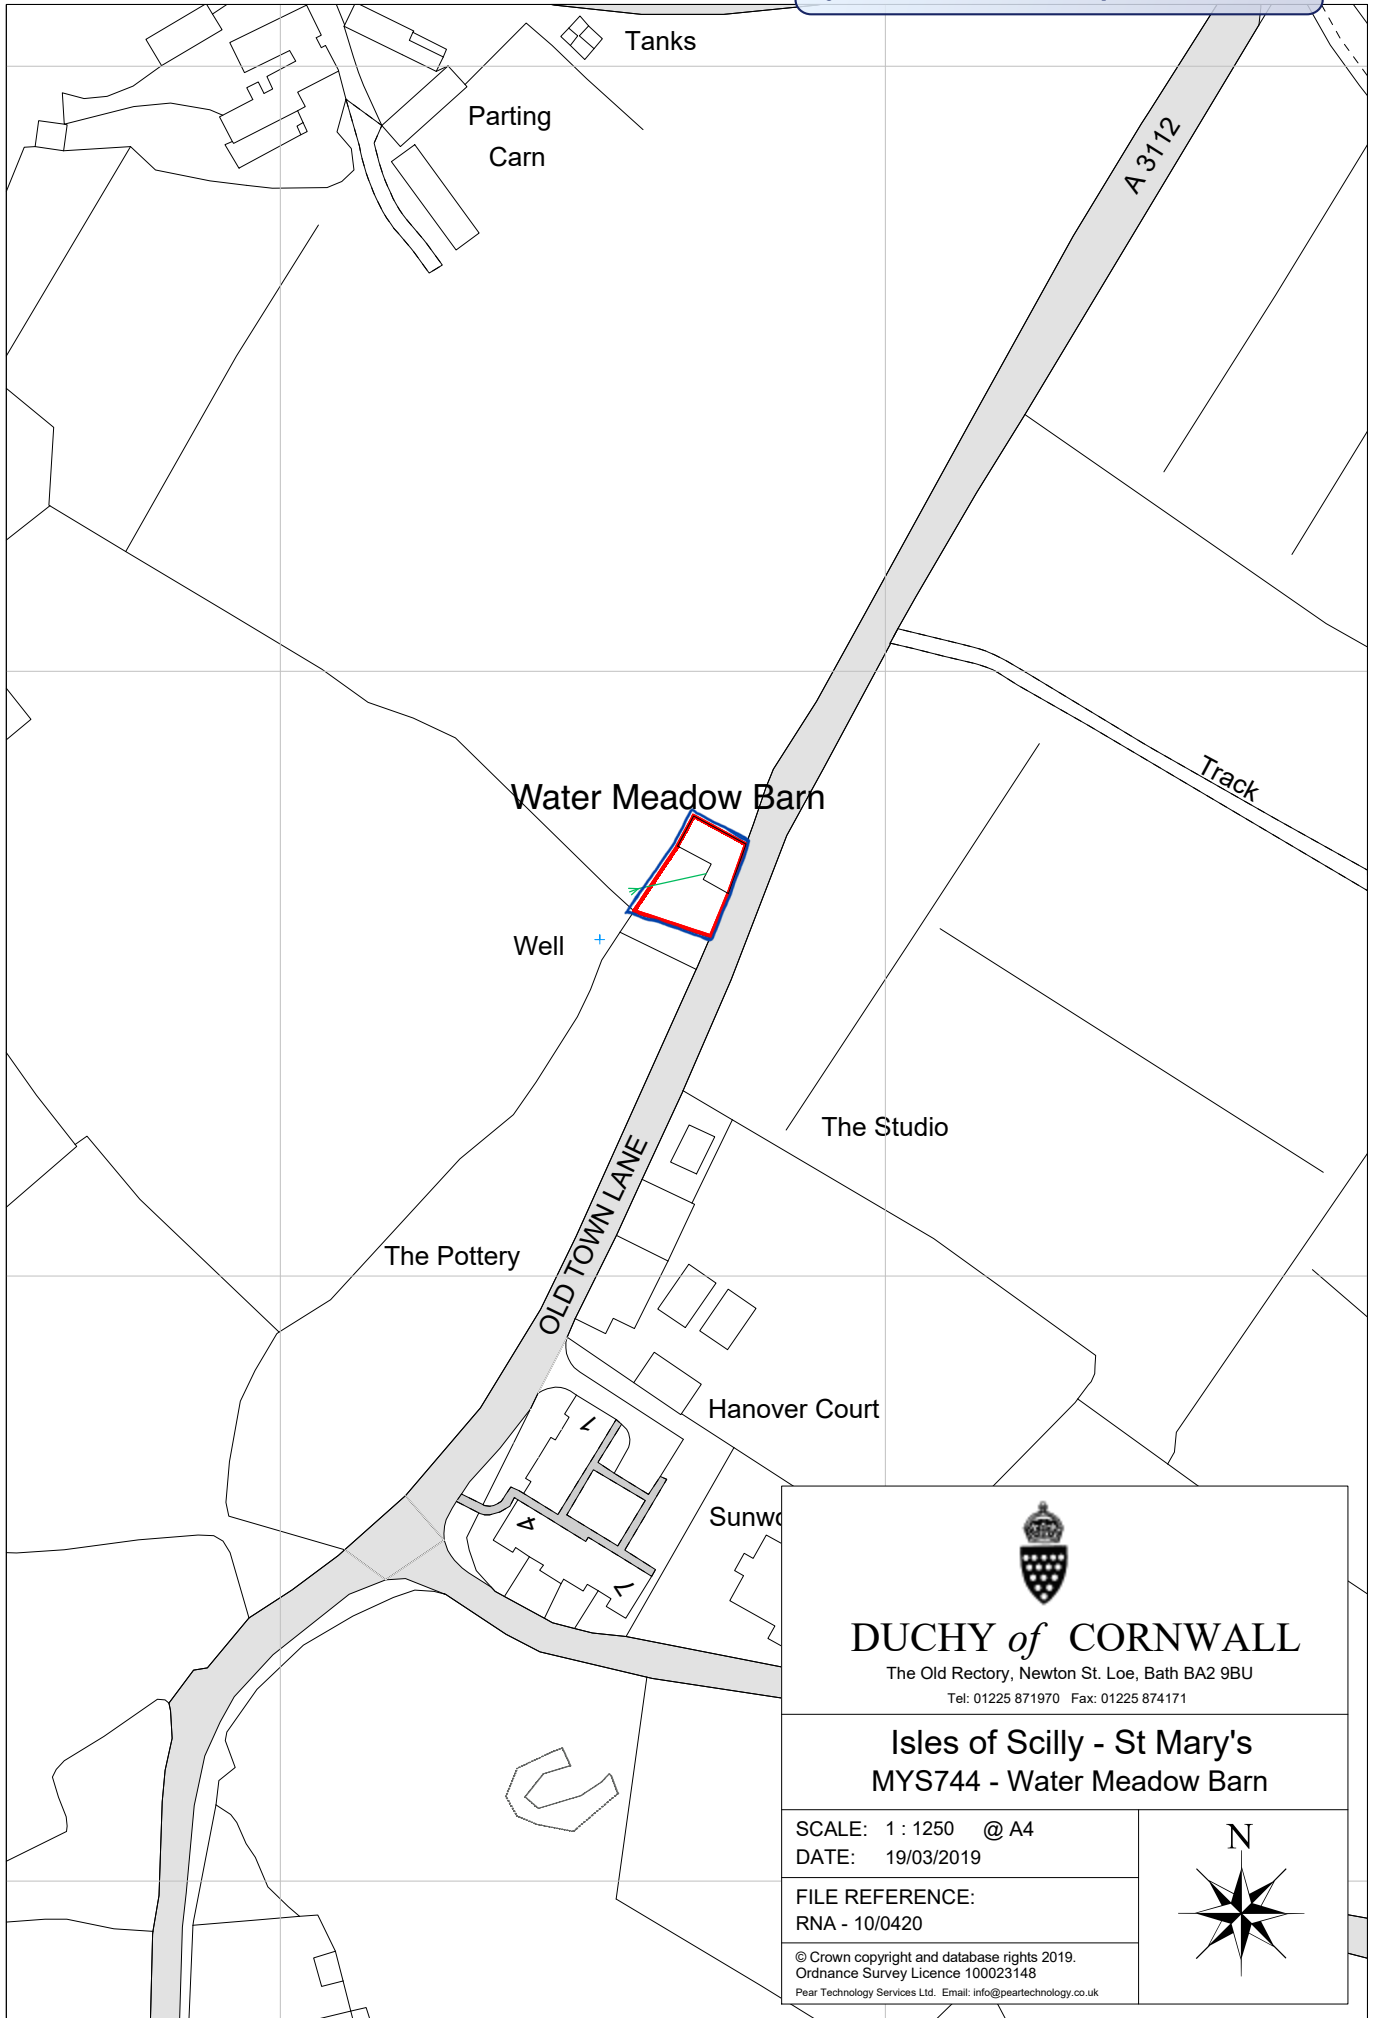 Tanks
Parting
Carn
A 3112
Track
Water Meadow Barn
Well
The Studio
OLD TOWN LANE
The Pottery
Hanover Court
1
4
7
DUCHY of CORNWALL
The Old Rectory, Newton St. Loe, Bath BA2 9BU
Tel: 01225 871970 Fax: 01225 874171
Isles of Scilly - St Mary's
MYS744 - Water Meadow Barn
SCALE: 1 : 1250 @ A4
DATE: 19/03/2019
N
FILE REFERENCE:
RNA - 10/0420
© Crown copyright and database rights 2019.
Ordnance Survey Licence 100023148
Pear Technology Services Ltd. Email: info@peartechnology.co.uk